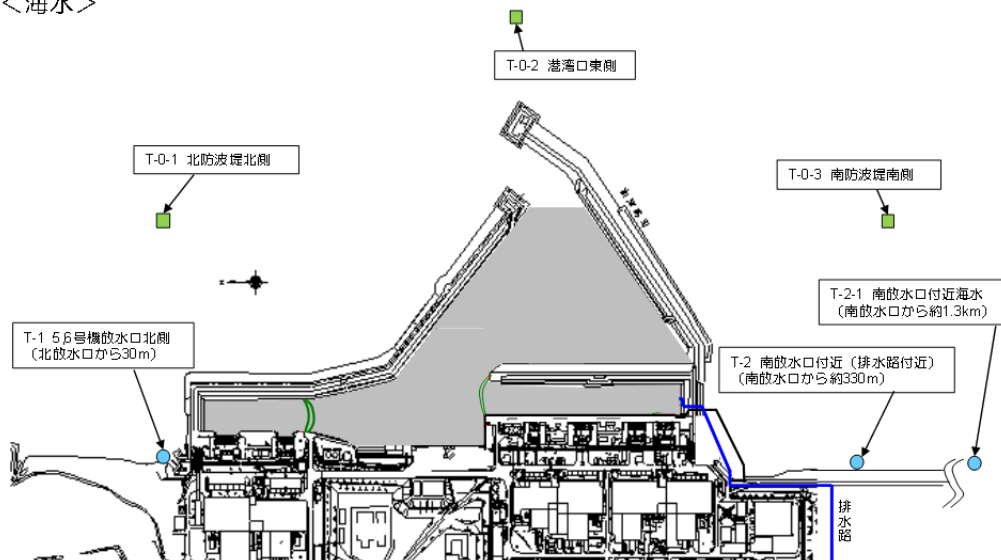 ＜海水＞
T-0-2 港湾口東側
T-0-1 北防波堤北側
T-0-3 南防波堤南側
T-2-1 南放水口付近海水
（南放水口から約1.3km）
T-1 5,6号機放水口北側
（北放水口から30m）
T-2 南放水口付近（排水路付近）
（南放水口から約330m）
排水路